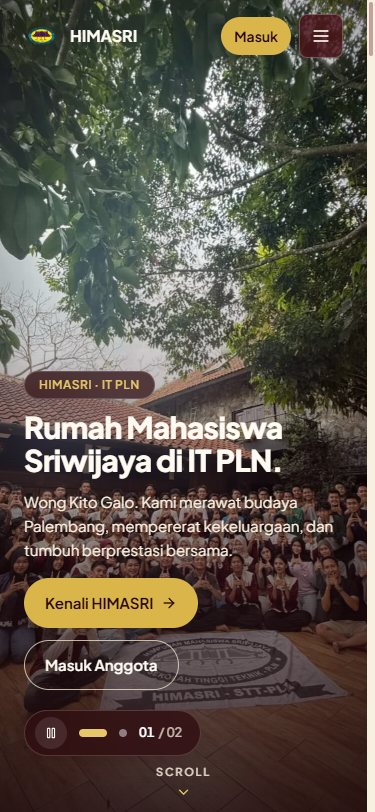 HIMASRI
Masuk
HIMASRI · IT PLN
Rumah Mahasiswa
Sriwijaya di IT PLN.
Wong Kito Galo. Kami merawat budaya
Palembang, mempererat kekeluargaan, dan
tumbuh berprestasi bersama.
Kenali HIMASRI →
Masuk Anggota
HIMASRI - STT-PLN
01 / 02
SCROLL